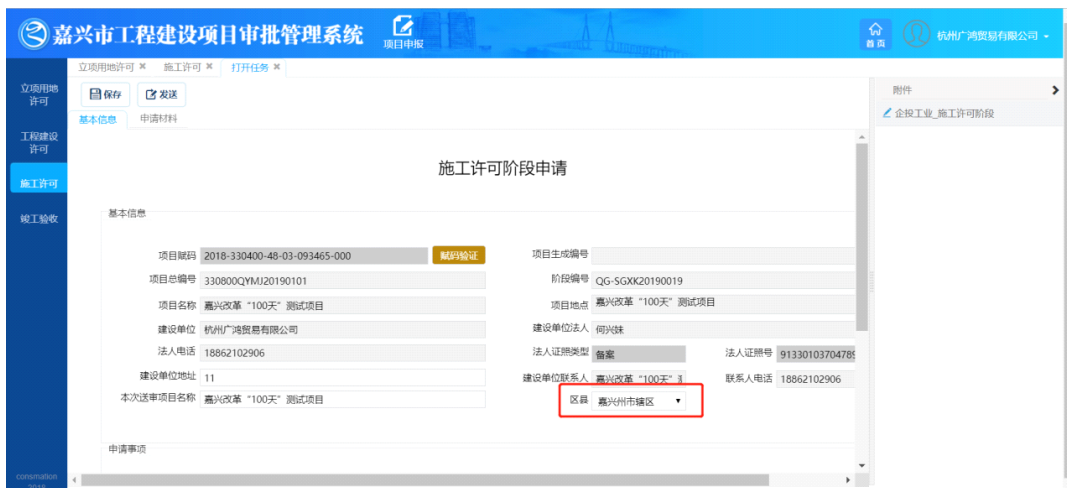 嘉兴市工程建设项目审批管理系统
项目申报
首页
杭州广鸿贸易有限公司
立项用地许可 × 施工许可 × 打开任务 ×
立项用地
许可
工程建设
许可
施工许可
竣工验收
保存 发送
基本信息 申请材料
附件
企投工业_施工许可阶段
施工许可阶段申请
基本信息
项目赋码 2018-330400-48-03-093465-000 赋码验证 项目生成编号
项目总编号 330800QYMJ20190101 阶段编号 QG-SGXK20190019
项目名称 嘉兴改革“100天”测试项目 项目地点 嘉兴改革“100天”测试项目
建设单位 杭州广鸿贸易有限公司 建设单位法人 何兴妹
法人电话 18862102906 法人证照类型 备案 法人证照号 91330103704789
建设单位地址 11 建设单位联系人 嘉兴改革“100天” 联系人电话 18862102906
本次送审项目名称 嘉兴改革“100天”测试项目 区县 嘉兴州市辖区
申请事项
consmation
2018